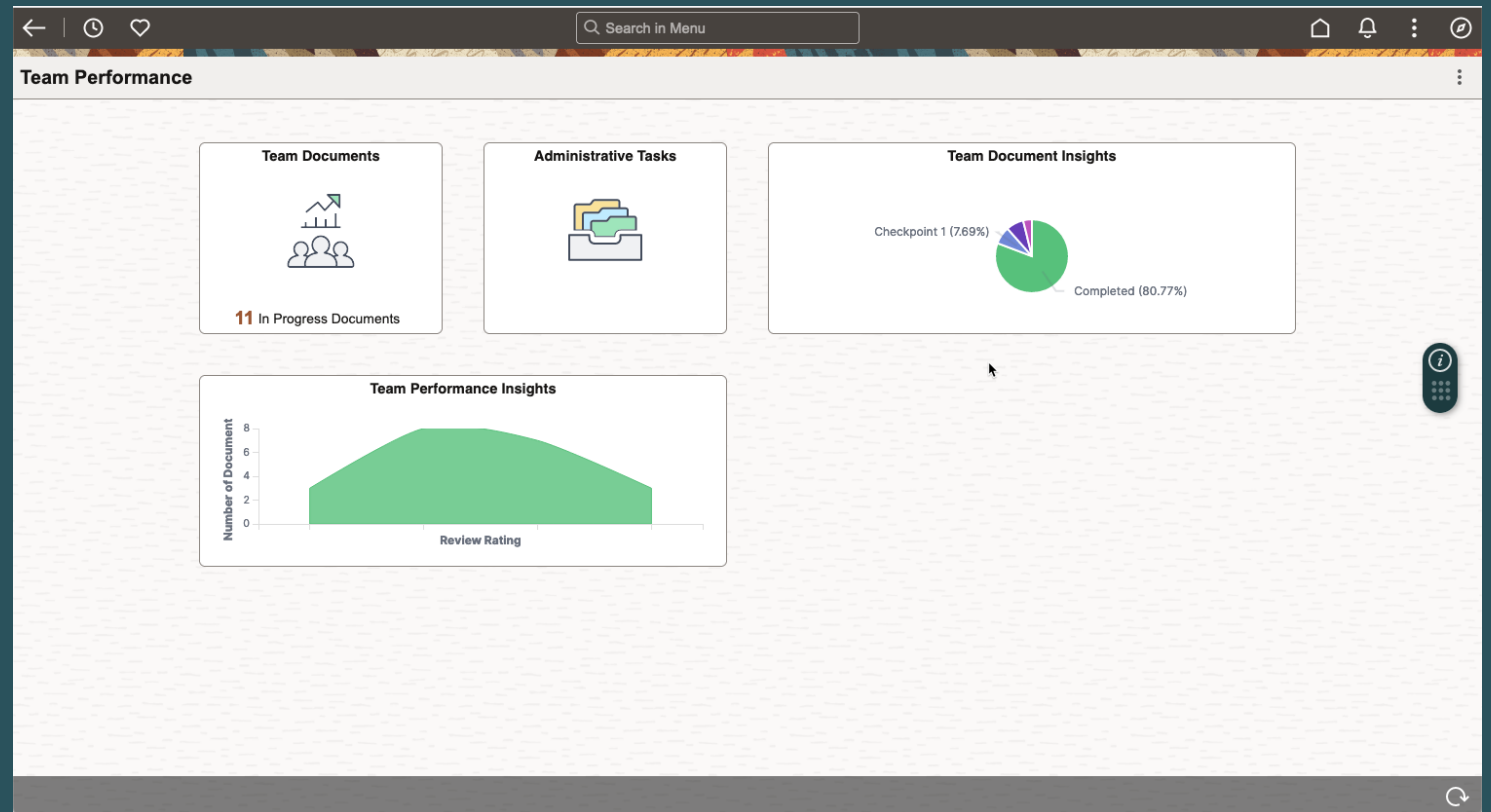 Search in Menu
Team Performance
Team Documents
11 In Progress Documents
Administrative Tasks
Team Document Insights
Checkpoint 1 (7.69%)
Completed (80.77%)
Team Performance Insights
Number of Document
8
6
4
2
0
Review Rating
i